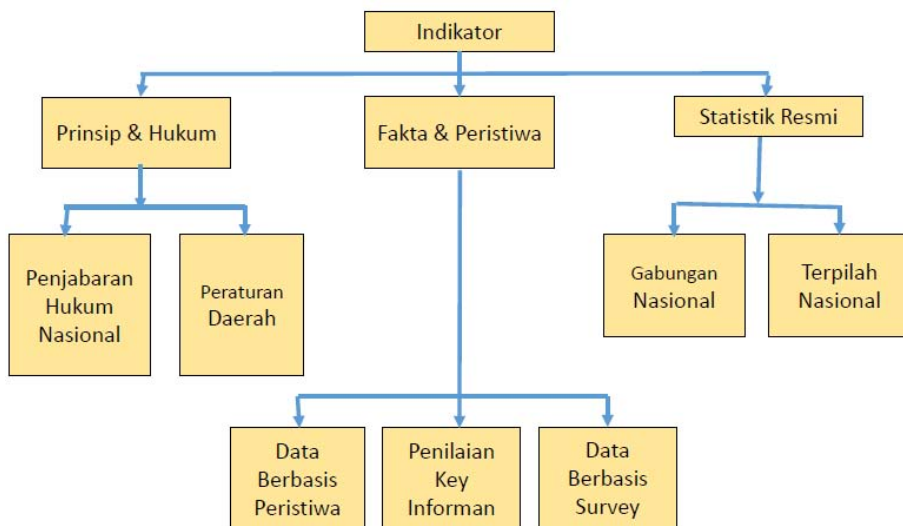 Indikator
Prinsip & Hukum
Fakta & Peristiwa
Statistik Resmi
Penjabaran
Hukum
Nasional
Peraturan
Daerah
Gabungan
Nasional
Terpilah
Nasional
Data
Berbasis
Peristiwa
Penilaian
Key
Informan
Data
Berbasis
Survey